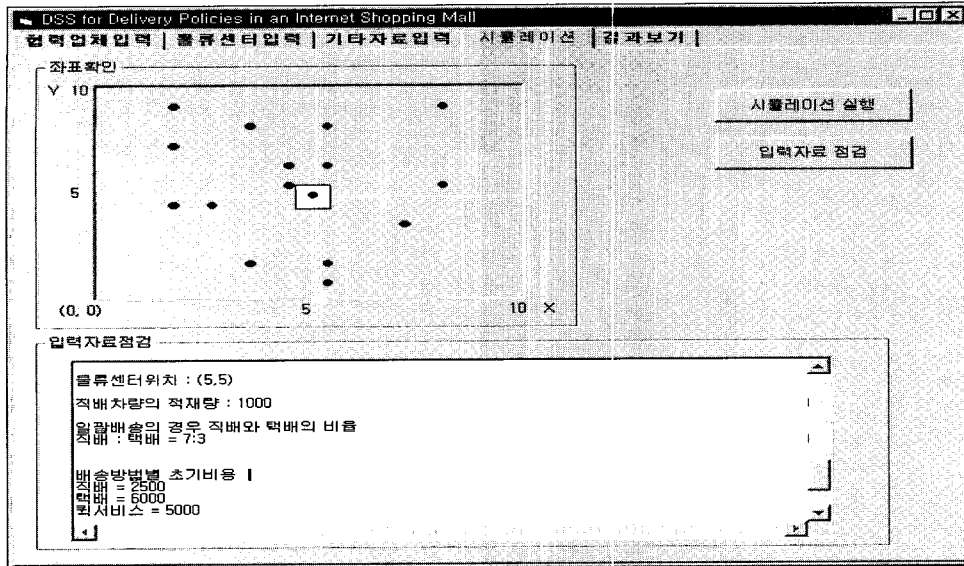 DSS for Delivery Policies in an Internet Shopping Mall
협력업체입력 | 물류센터입력 | 기타자료입력 시뮬레이션 | 결과보기 |
좌표확인
Y 10
시뮬레이션 실행
입력자료 점검
5
(0, 0) 5 10 X
입력자료점검
물류센터위치 : (5,5)
직배차량의 적재량 : 1000
일괄배송의 경우 직배와 택배의 비율
직배 : 택배 = 7:3
배송방법별 초기비용
직배 = 2500
택배 = 6000
퀵서비스 = 5000